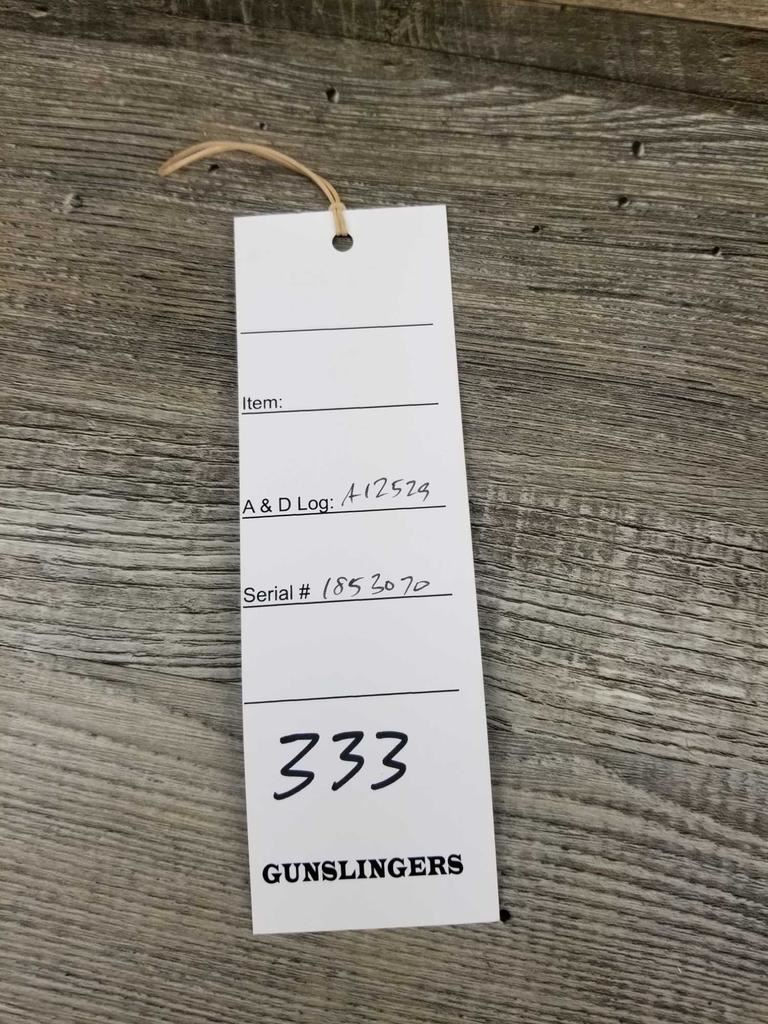 Item:
A & D Log: A12529
Serial # 1853070
333
GUNSLINGERS